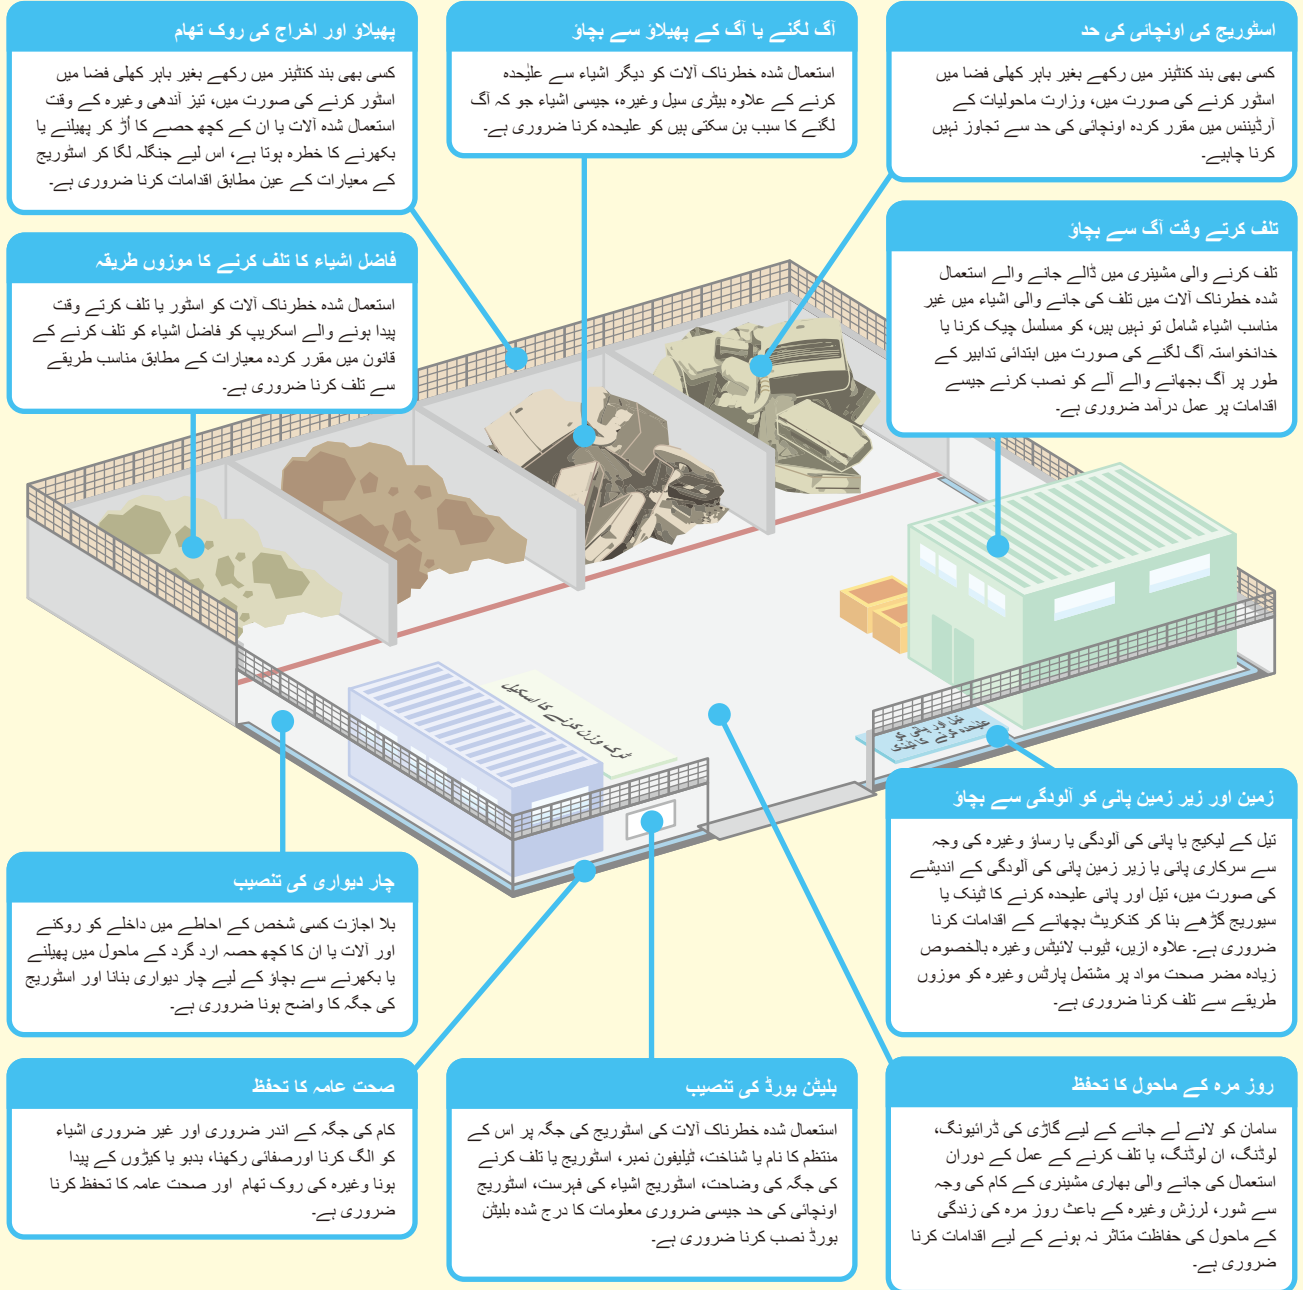 اسٹوریج کی اونچائی کی حد
کسی بھی بند کنٹینر میں رکھے بغیر باہر کھلی فضا میں
اسٹور کرنے کی صورت میں، وزارت ماحولیات کے
آرڈیننس میں مقرر کردہ اونچائی کی حد سے تجاوز نہیں
کرنا چاہیے۔
آگ لگنے یا آگ کے پھیلاؤ سے بچاؤ
استعمال شدہ خطرناک آلات کو دیگر اشیاء سے علیٰحدہ
کرنے کے علاوہ بیٹری سیل وغیرہ، جیسی اشیاء جو کہ آگ
لگنے کا سبب بن سکتی ہیں کو علیحدہ کرنا ضروری ہے۔
پھیلاؤ اور اخراج کی روک تھام
کسی بھی بند کنٹینر میں رکھے بغیر باہر کھلی فضا میں
اسٹور کرنے کی صورت میں، تیز آندھی وغیرہ کے وقت
استعمال شدہ آلات یا ان کے کچھ حصے کا اُڑ کر پھیلنے یا
بکھرنے کا خطرہ ہوتا ہے، اس لیے جنگلہ لگا کر اسٹوریج
کے معیارات کے عین مطابق اقدامات کرنا ضروری ہے۔
تلف کرتے وقت آگ سے بچاؤ
تلف کرنے والی مشینری میں ڈالے جانے والے استعمال
شدہ خطرناک آلات میں تلف کی جانے والی اشیاء میں غیر
مناسب اشیاء شامل تو نہیں ہیں، کو مسلسل چیک کرنا یا
خدانخواستہ آگ لگنے کی صورت میں ابتدائی تدابیر کے
طور پر آگ بجھانے والے آلے کو نصب کرنے جیسے
اقدامات پر عمل درآمد ضروری ہے۔
فاضل اشیاء کا تلف کرنے کا موزوں طریقہ
استعمال شدہ خطرناک آلات کو اسٹور یا تلف کرتے وقت
پیدا ہونے والے اسکریپ کو فاضل اشیاء کو تلف کرنے کے
قانون میں مقرر کردہ معیارات کے مطابق مناسب طریقے
سے تلف کرنا ضروری ہے۔
ٹرک وزن کرنے کا اسکیل
تیل اور پانی کو
علیٰحدہ کرنے کا ٹینک
زمین اور زیر زمین پانی کو آلودگی سے بچاؤ
تیل کے لیکیج یا پانی کی آلودگی یا رساؤ وغیرہ کی وجہ
سے سرکاری پانی یا زیر زمین پانی کی آلودگی کے اندیشے
کی صورت میں، تیل اور پانی علیحدہ کرنے کا ٹینک یا
سیوریج گڑھے بنا کر کنکریٹ بچھانے کے اقدامات کرنا
ضروری ہے۔ علاوہ ازیں، ٹیوب لائیٹس وغیرہ بالخصوص
زیادہ مضر صحت مواد پر مشتمل پارٹس وغیرہ کو موزوں
طریقے سے تلف کرنا ضروری ہے۔
چار دیواری کی تنصیب
بلا اجازت کسی شخص کے احاطے میں داخلے کو روکنے
اور آلات یا ان کا کچھ حصہ ارد گرد کے ماحول میں پھیلنے
یا بکھرنے سے بچاؤ کے لیے چار دیواری بنانا اور اسٹوریج
کی جگہ کا واضح ہونا ضروری ہے۔
روز مرہ کے ماحول کا تحفظ
سامان کو لانے لے جانے کے لیے گاڑی کی ڈرائیونگ،
لوڈنگ، ان لوڈنگ، یا تلف کرنے کے عمل کے دوران
استعمال کی جانے والی بھاری مشینری کے کام کی وجہ
سے شور، لرزش وغیرہ کے باعث روز مرہ کی زندگی
کے ماحول کی حفاظت متاثر نہ ہونے کے لیے اقدامات کرنا
ضروری ہے۔
بلیٹن بورڈ کی تنصیب
استعمال شدہ خطرناک آلات کی اسٹوریج کی جگہ پر اس کے
منتظم کا نام یا شناخت، ٹیلیفون نمبر، اسٹوریج یا تلف کرنے
کی جگہ کی وضاحت، اسٹوریج اشیاء کی فہرست، اسٹوریج
اونچائی کی حد جیسی ضروری معلومات کا درج شدہ بلیٹن
بورڈ نصب کرنا ضروری ہے۔
صحت عامہ کا تحفظ
کام کی جگہ کے اندر ضروری اور غیر ضروری اشیاء
کو الگ کرنا اورصفائی رکھنا، بدبو یا کیڑوں کے پیدا
ہونا وغیرہ کی روک تھام اور صحت عامہ کا تحفظ کرنا
ضروری ہے۔